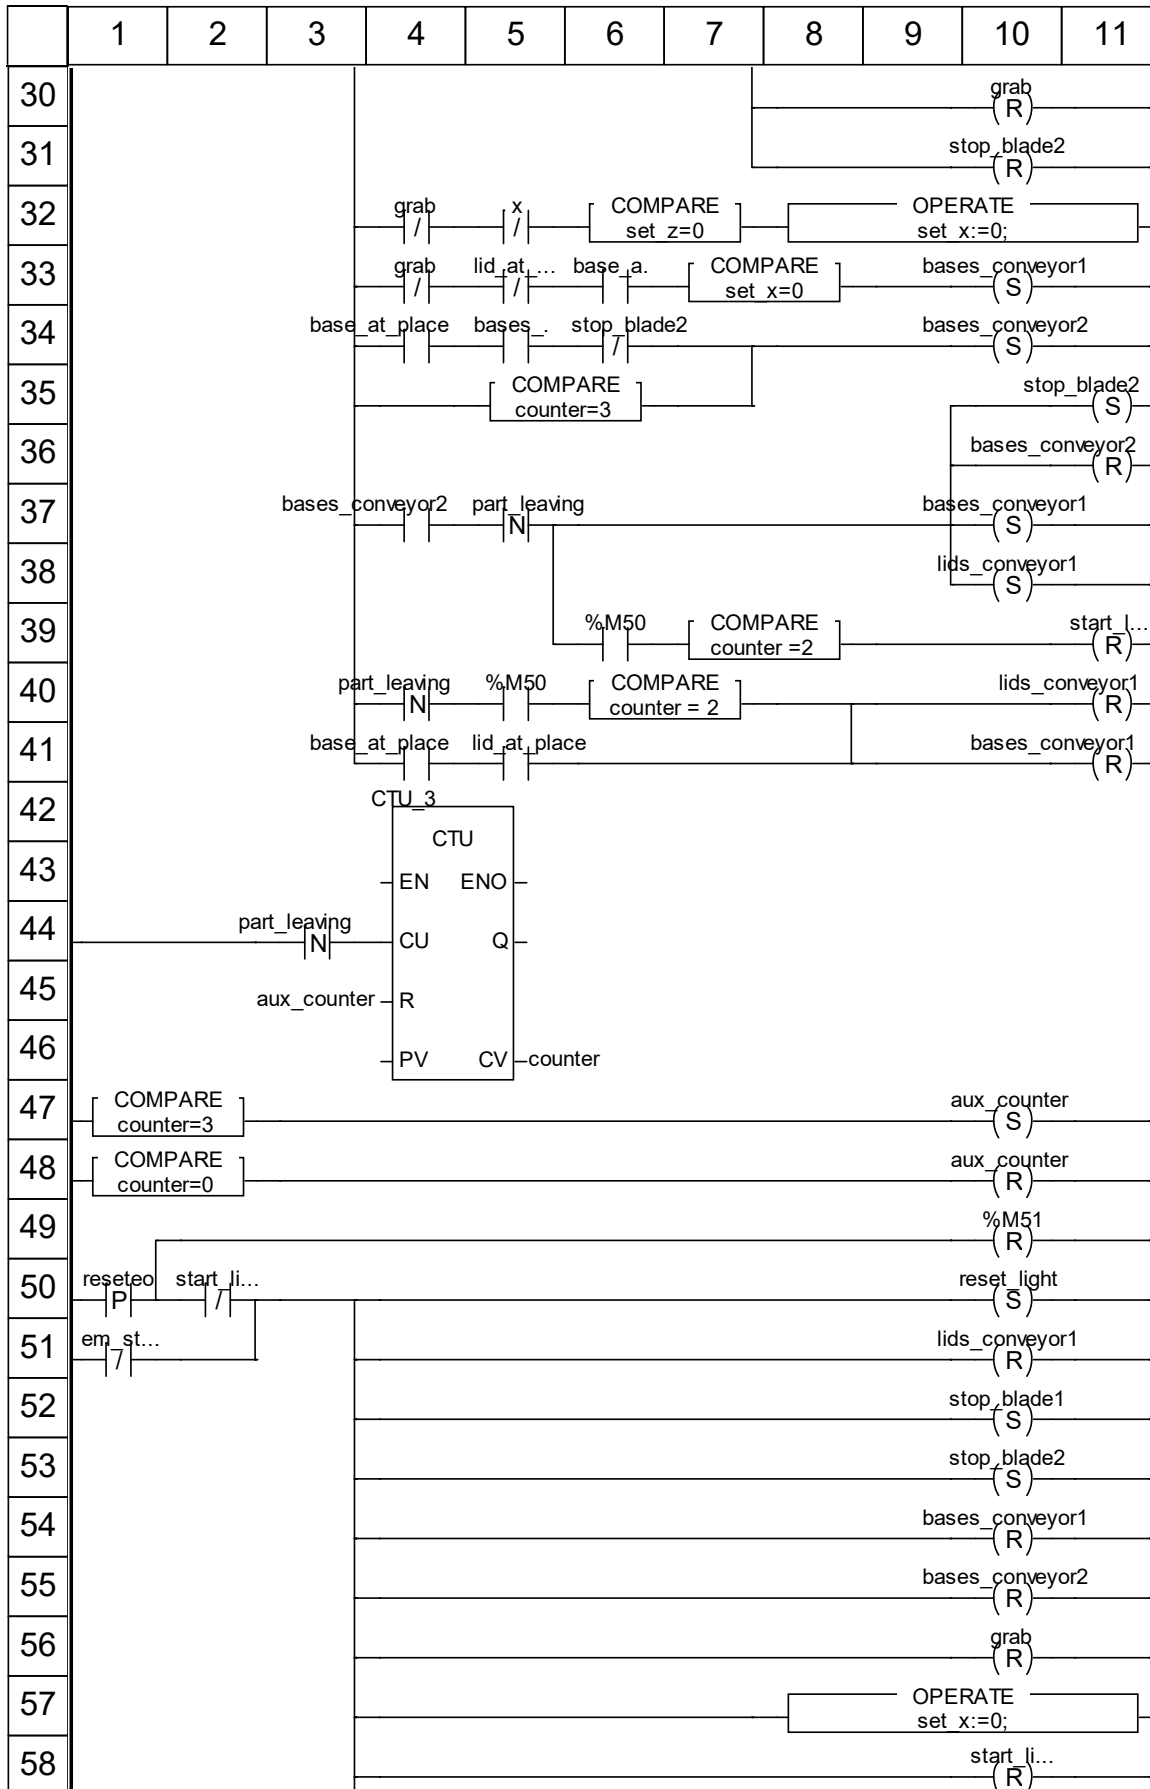 1 2 3 4 5 6 7 8 9 10 11
30 grab
(R)
31 stop_blade2
(R)
32 grab x COMPARE OPERATE
/ / set_z=0 set_x:=0;
33 grab lid_at_... base_a. COMPARE bases_conveyor1
/ / set_x=0 (S)
34 base_at_place bases_. stop_blade2 bases_conveyor2
/ (S)
35 COMPARE stop_blade2
counter=3 (S)
36 bases_conveyor2
(R)
37 bases_conveyor2 part_leaving bases_conveyor1
N (S)
38 lids_conveyor1
(S)
39 %M50 COMPARE start_l...
counter =2 (R)
40 part_leaving %M50 COMPARE lids_conveyor1
N counter = 2 (R)
41 base_at_place lid_at_place bases_conveyor1
(R)
42 CTU_3
CTU
43 EN ENO
44 part_leaving
N CU Q
45 aux_counter R
46 PV CV counter
47 COMPARE aux_counter
counter=3 (S)
48 COMPARE aux_counter
counter=0 (R)
49 %M51
(R)
50 reseteo start_li... reset_light
P / (S)
51 em_st... lids_conveyor1
/ (R)
52 stop_blade1
(S)
53 stop_blade2
(S)
54 bases_conveyor1
(R)
55 bases_conveyor2
(R)
56 grab
(R)
57 OPERATE
set_x:=0;
58 start_li...
(R)